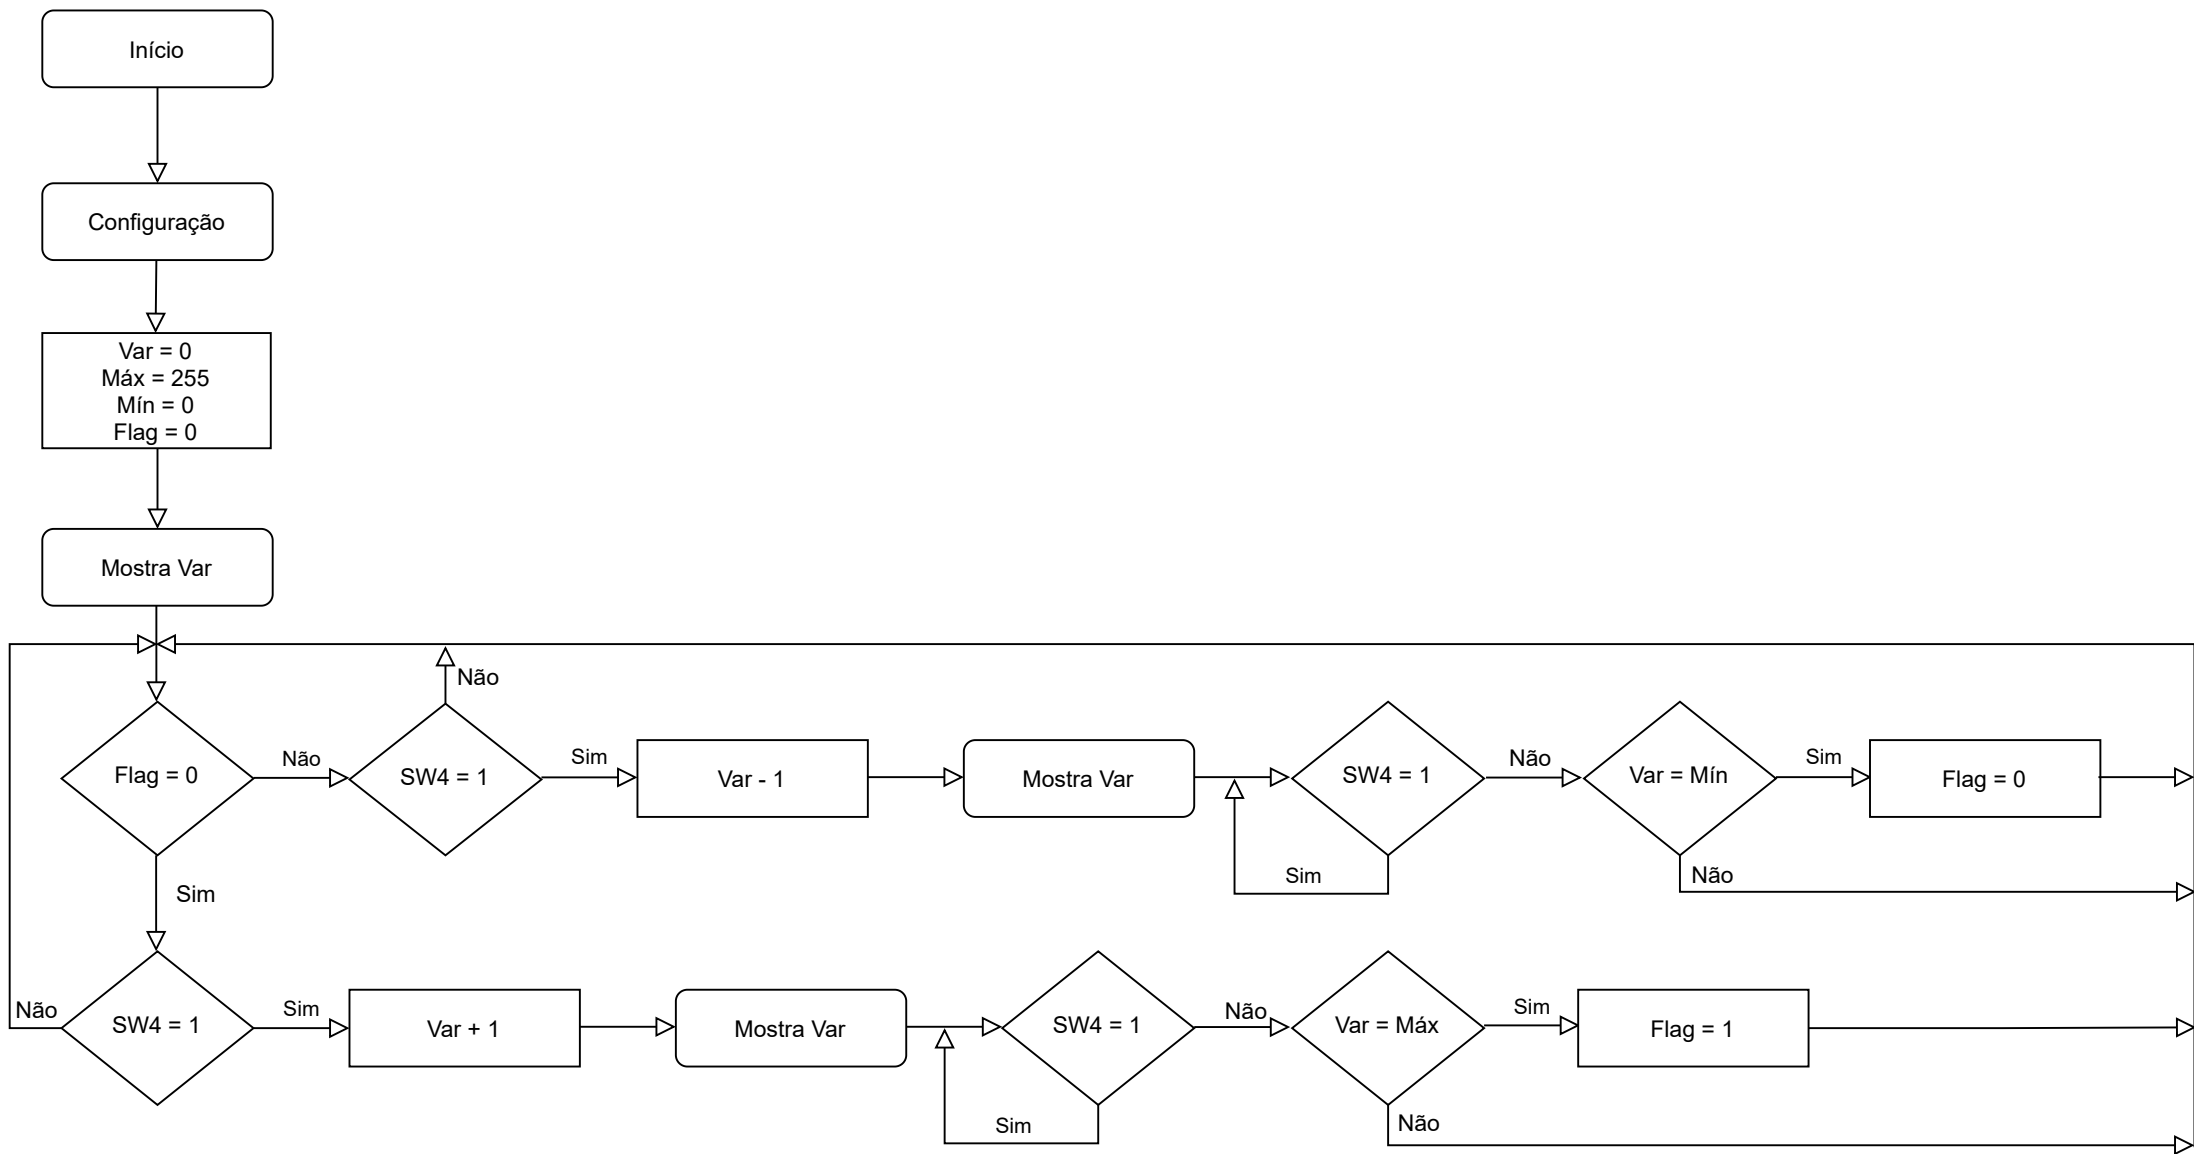 Início
Configuração
Var = 0
Máx = 255
Mín = 0
Flag = 0
Mostra Var
Não
Flag = 0
Não
SW4 = 1
Sim
Var - 1
Mostra Var
SW4 = 1
Não
Var = Mín
Sim
Flag = 0
Sim
Não
Sim
Não
SW4 = 1
Sim
Var + 1
Mostra Var
SW4 = 1
Não
Var = Máx
Sim
Flag = 1
Sim
Não